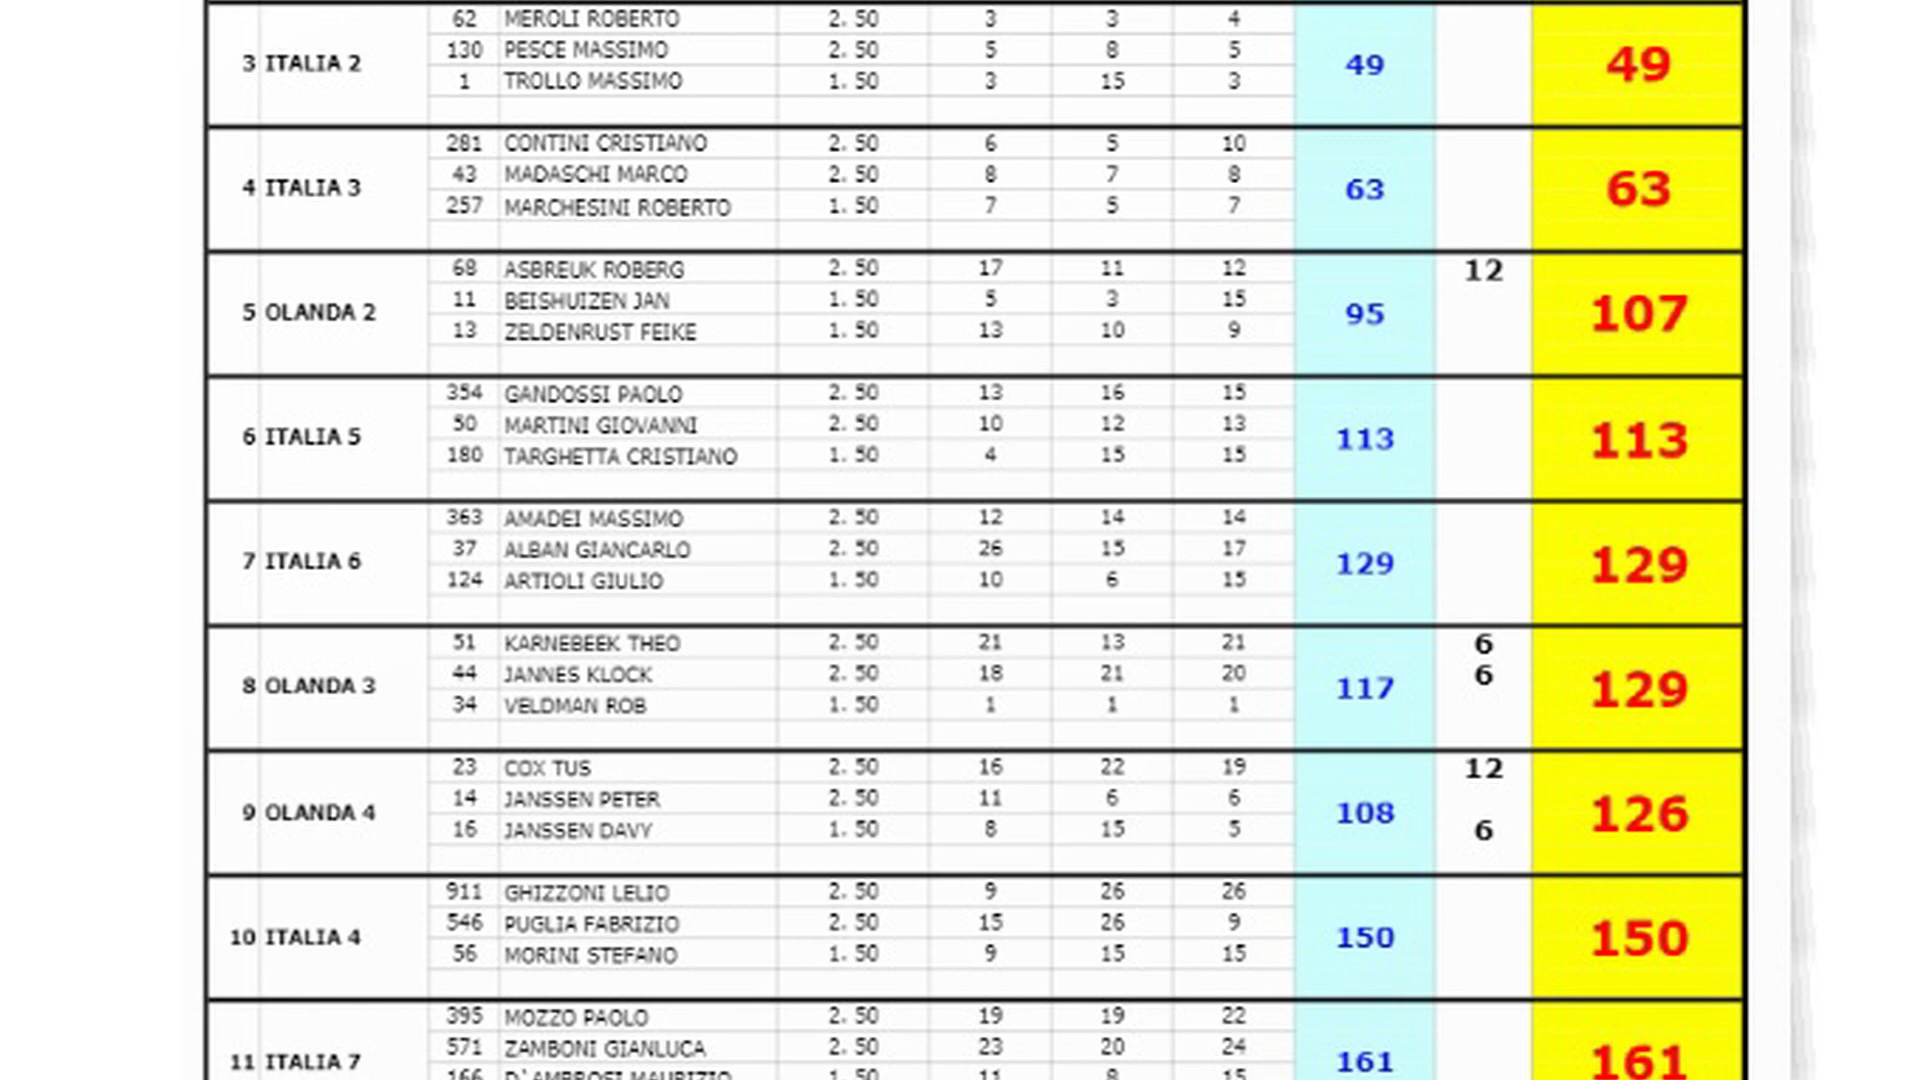 62 MEROLI ROBERTO 2. 50 3 3 4
130 PESCE MASSIMO 2. 50 5 8 5
3 ITALIA 2 49 49
1 TROLLO MASSIMO 1. 50 3 15 3
281 CONTINI CRISTIANO 2. 50 6 5 10
43 MADASCHI MARCO 2. 50 8 7 8
4 ITALIA 3 63 63
257 MARCHESINI ROBERTO 1. 50 7 5 7
68 ASBREUK ROBERG 2. 50 17 11 12 12
11 BEISHUIZEN JAN 1. 50 5 3 15
5 OLANDA 2 95 107
13 ZELDENRUST FEIKE 1. 50 13 10 9
354 GANDOSSI PAOLO 2. 50 13 16 15
50 MARTINI GIOVANNI 2. 50 10 12 13
6 ITALIA 5 113 113
180 TARGHETTA CRISTIANO 1. 50 4 15 15
363 AMADEI MASSIMO 2. 50 12 14 14
37 ALBAN GIANCARLO 2. 50 26 15 17
7 ITALIA 6 129 129
124 ARTIOLI GIULIO 1. 50 10 6 15
51 KARNEBEEK THEO 2. 50 21 13 21 6
44 JANNES KLOCK 2. 50 18 21 20 6
8 OLANDA 3 117 129
34 VELDMAN ROB 1. 50 1 1 1
23 COX TUS 2. 50 16 22 19 12
14 JANSSEN PETER 2. 50 11 6 6
9 OLANDA 4 108 126
16 JANSSEN DAVY 1. 50 8 15 5 6
911 GHIZZONI LELIO 2. 50 9 26 26
546 PUGLIA FABRIZIO 2. 50 15 26 9
10 ITALIA 4 150 150
56 MORINI STEFANO 1. 50 9 15 15
395 MOZZO PAOLO 2. 50 19 19 22
571 ZAMBONI GIANLUCA 2. 50 23 20 24
11 ITALIA 7 161 161
166 D`AMBROSI MAURIZIO 1. 50 11 8 15